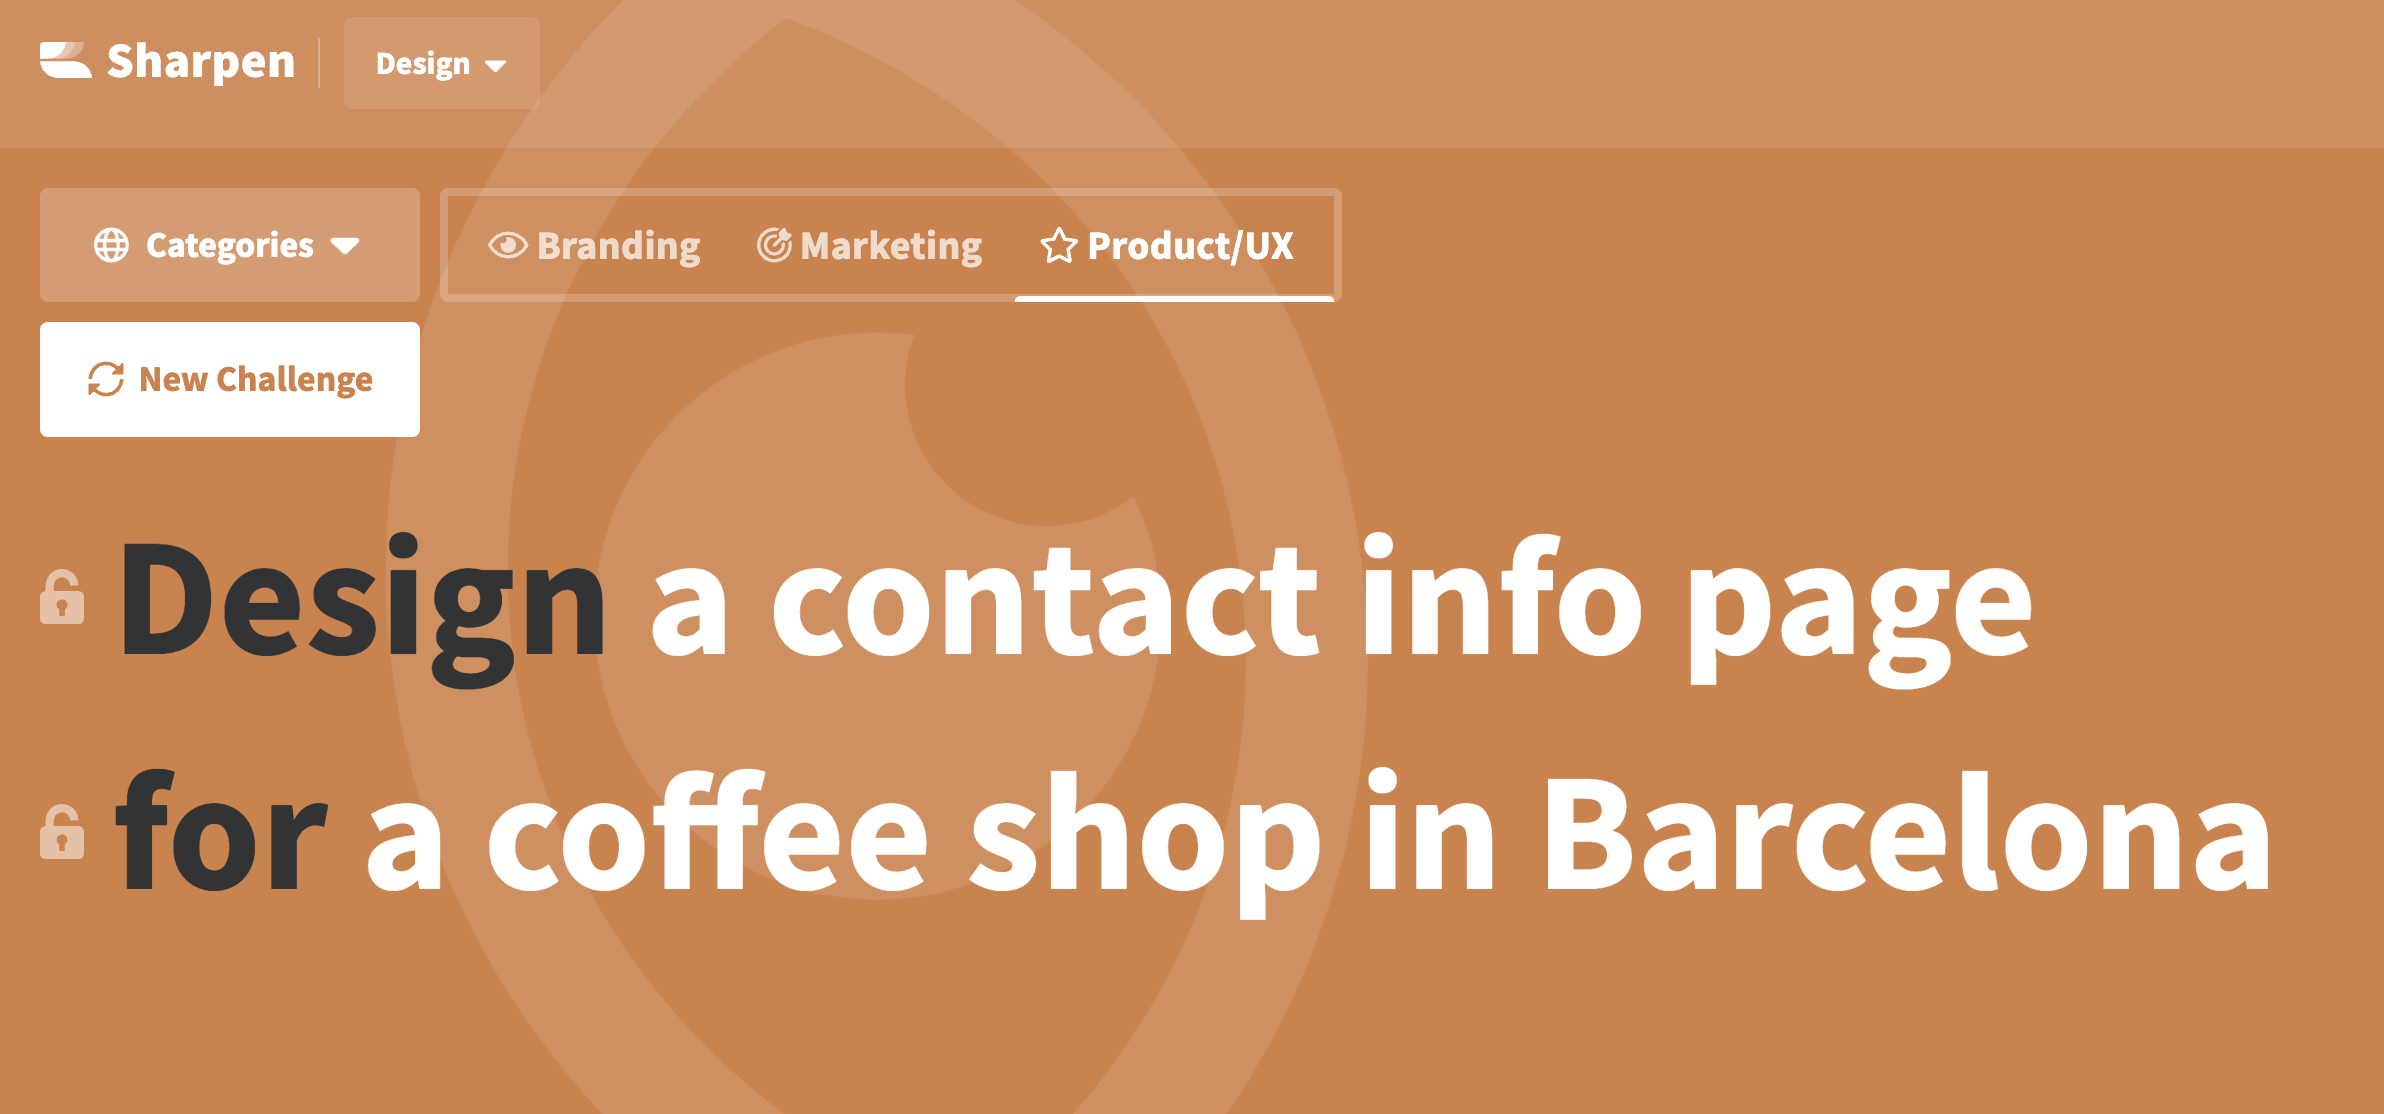 Sharpen
Design
Categories
Branding
Marketing
Product/UX
New Challenge
Design a contact info page
for a coffee shop in Barcelona